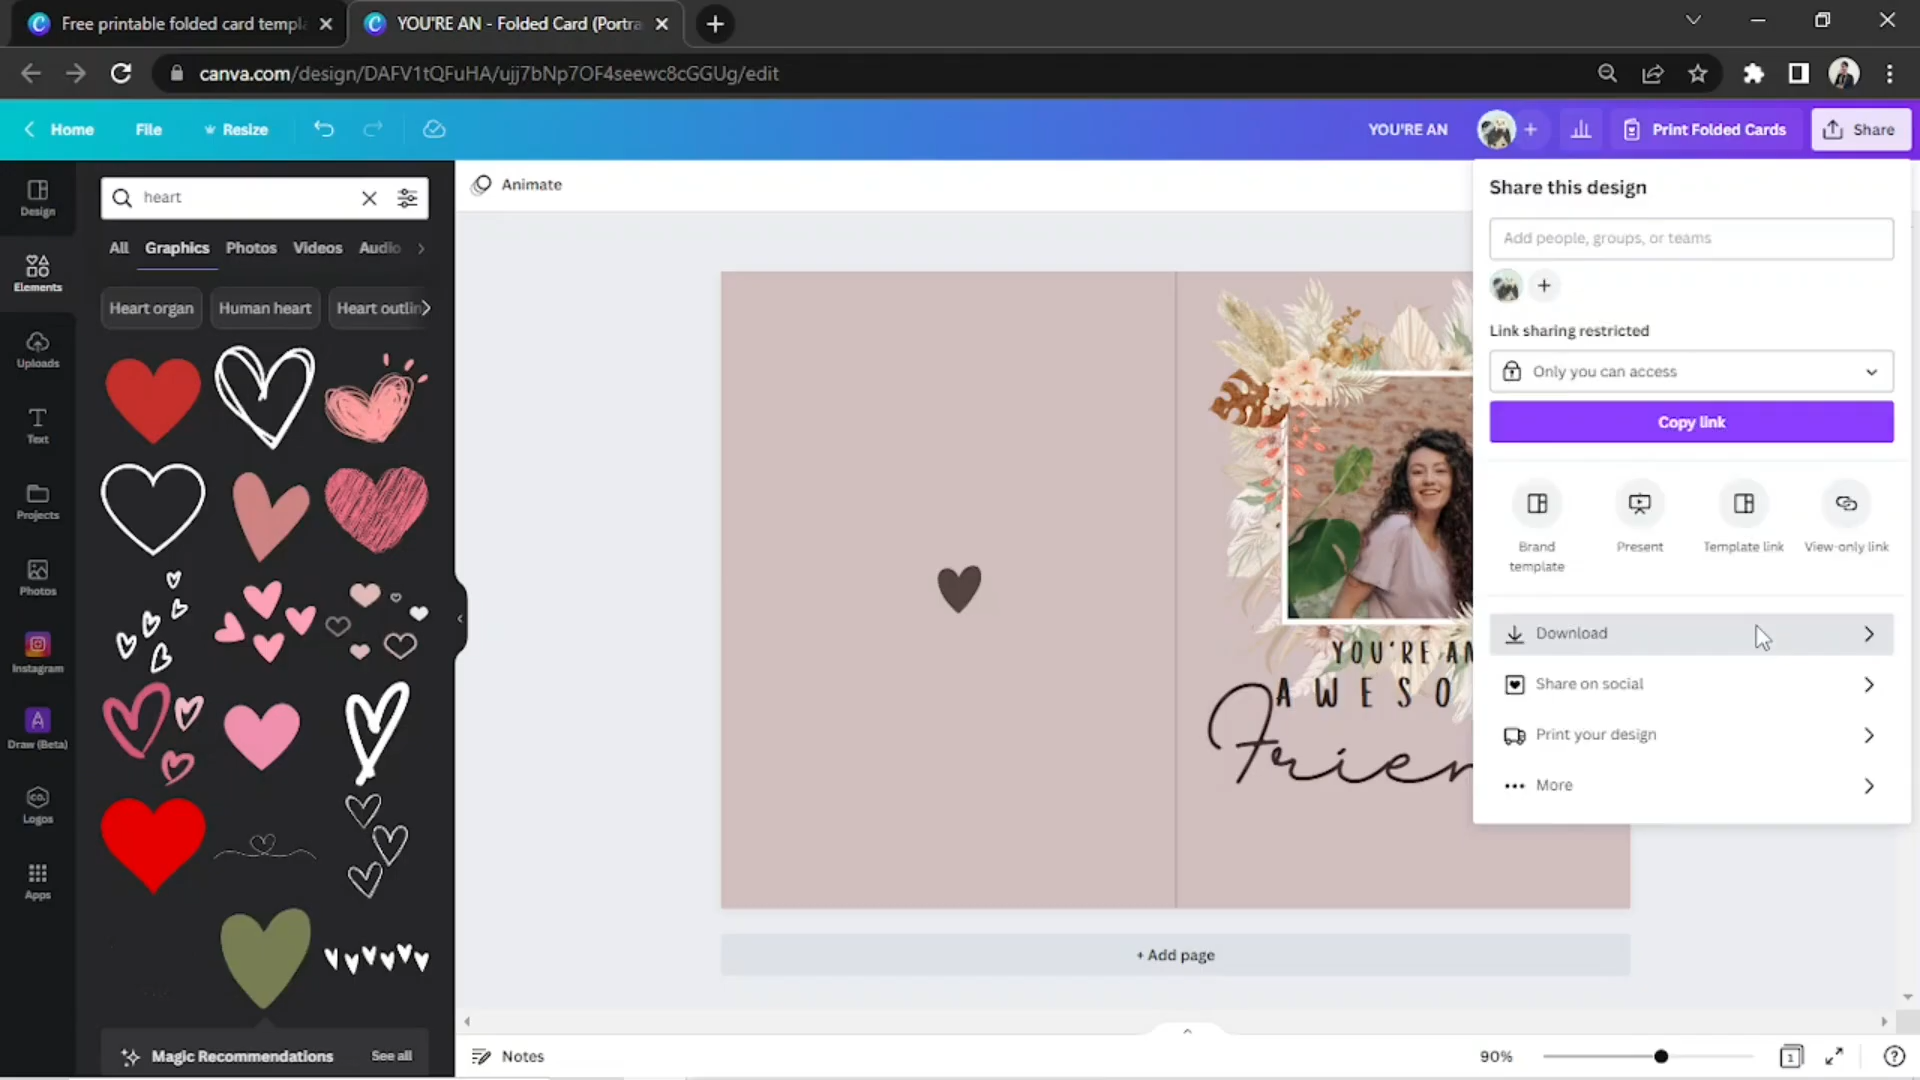 Free printable folded card templ
YOU'RE AN - Folded Card (Portra
canva.com/design/DAFV1tQFuHA/ujj7bNp7OF4seewc8cGGUg/edit
Home
File
Resize
YOU'RE AN
Print Folded Cards
Share
Design
Elements
Uploads
Text
Projects
Photos
Instagram
Draw (Beta)
Logos
Apps
heart
All
Graphics
Photos
Videos
Audio
Heart organ
Human heart
Heart outlin
Magic Recommendations
See all
Animate
YOU'RE AN
AWESO
Frien
+ Add page
Notes
90%
1
Share this design
Add people, groups, or teams
Link sharing restricted
Only you can access
Copy link
Brand template
Present
Template link
View-only link
Download
Share on social
Print your design
More